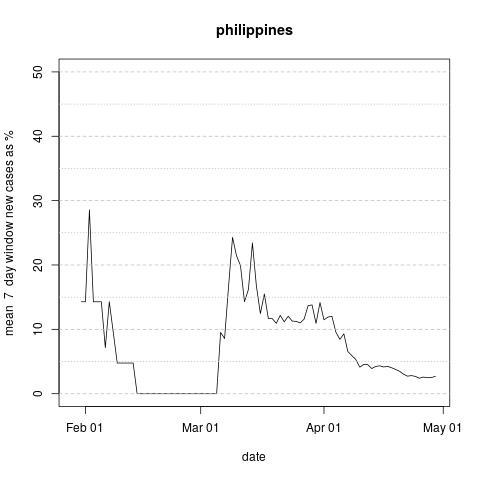 philippines
mean 7 day window new cases as %
50
40
30
20
10
0
Feb 01
Mar 01
Apr 01
May 01
date